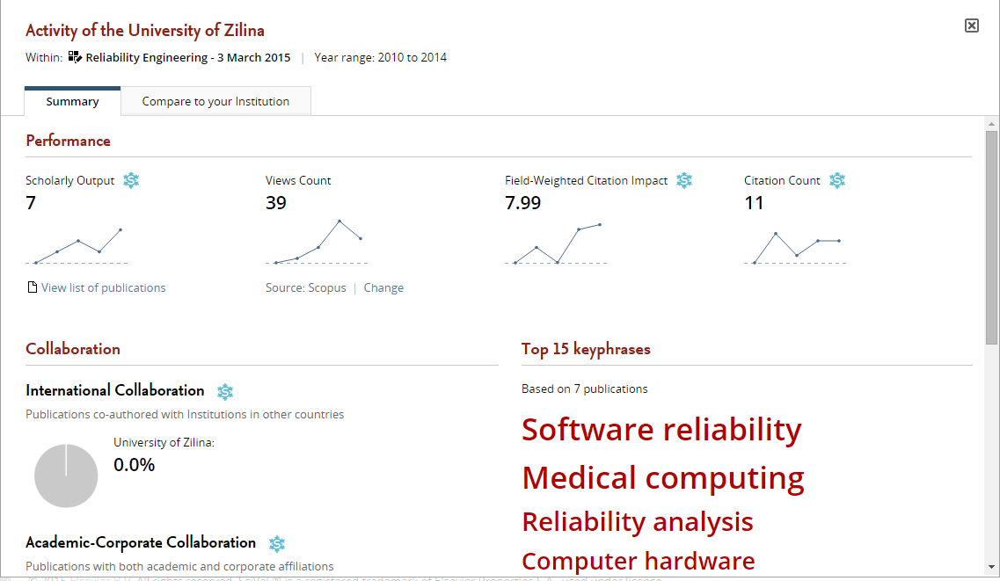 Activity of the University of Zilina
Within: Reliability Engineering - 3 March 2015 | Year range: 2010 to 2014
Summary
Compare to your Institution
Performance
Scholarly Output
7
View list of publications
Views Count
39
Source: Scopus | Change
Field-Weighted Citation Impact
7.99
Citation Count
11
Collaboration
International Collaboration
Publications co-authored with Institutions in other countries
University of Zilina:
0.0%
Academic-Corporate Collaboration
Publications with both academic and corporate affiliations
Top 15 keyphrases
Based on 7 publications
Software reliability
Medical computing
Reliability analysis
Computer hardware